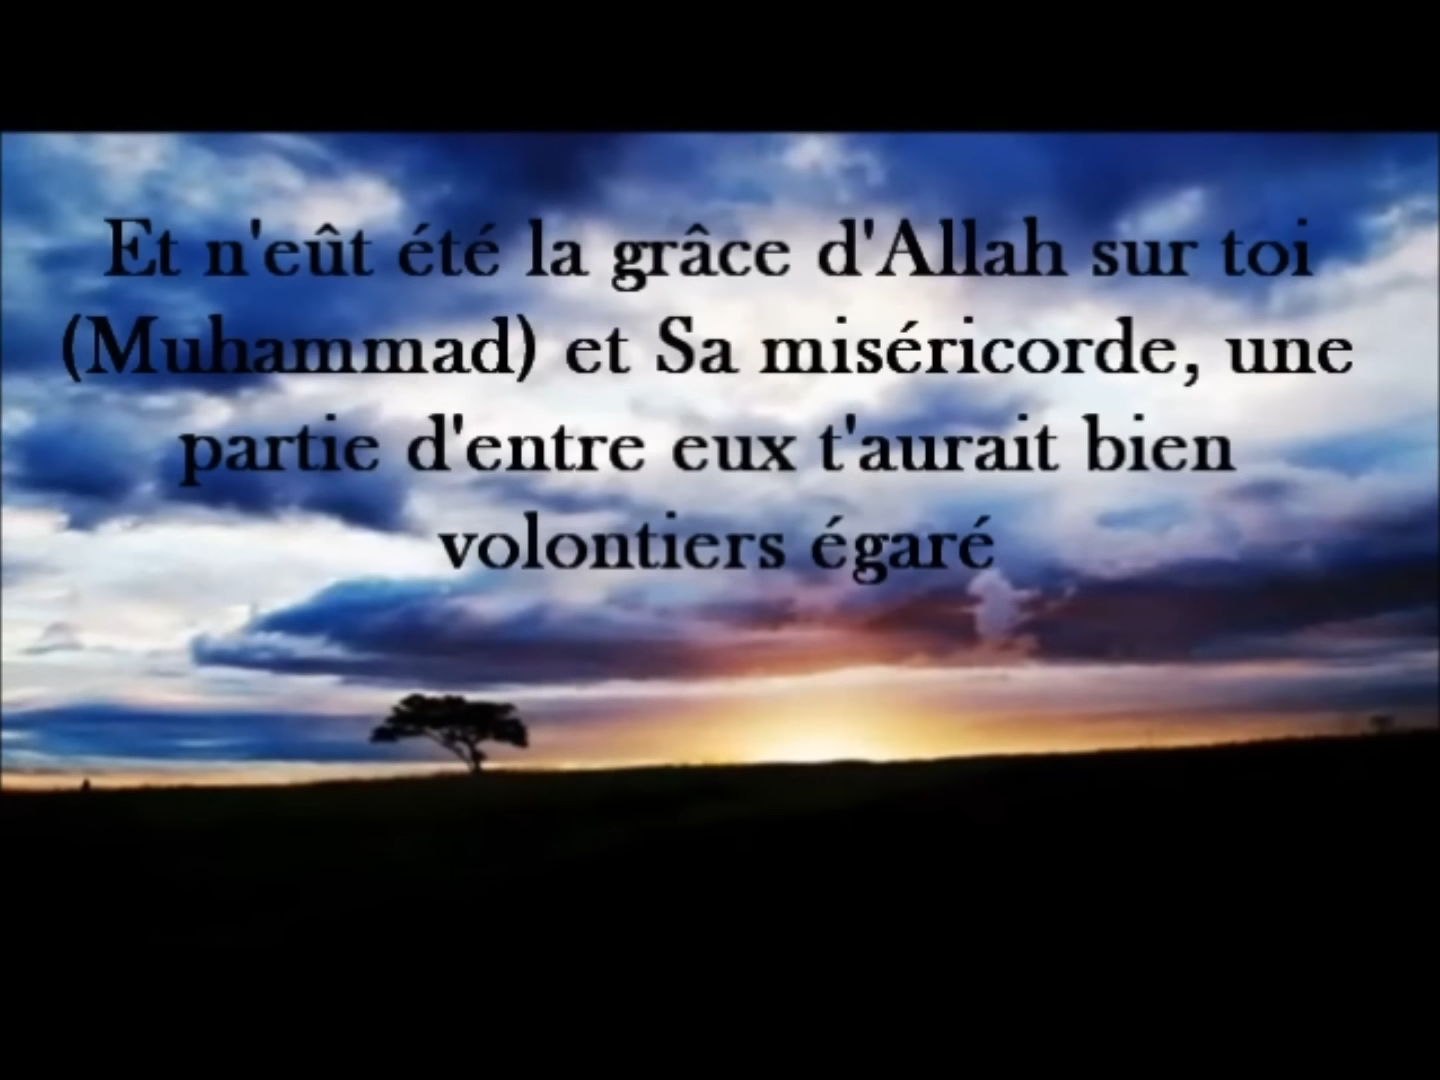 Et n'eût été la grâce d'Allah sur toi
(Muhammad) et Sa miséricorde, une
partie d'entre eux t'aurait bien
volontiers égaré